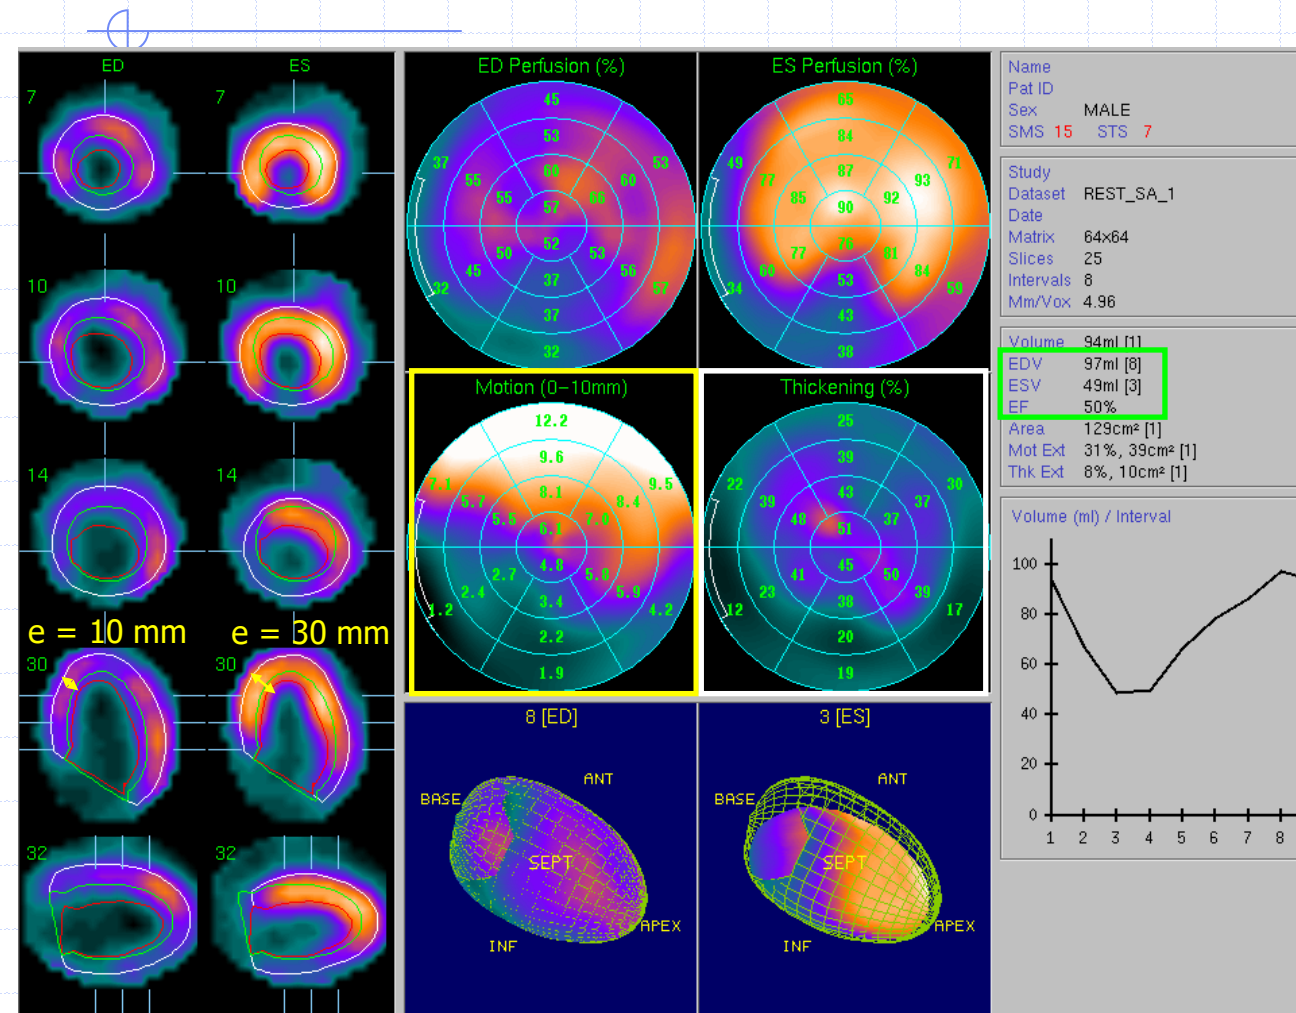 ED ES
7 7
10 10
14 14
e = 10 mm e = 30 mm
30 30
32 32
ED Perfusion (%)
45
53
37 53
60
55 60
55 66
57
52
50 53
45 56
37
32 57
37
32
ES Perfusion (%)
65
84
49 71
87
77 93
85 92
90
76
77 81
60 84
53
34 59
43
38
Motion (0-10mm)
12.2
9.6
7.1 9.5
8.1
5.7 8.4
5.5 7.0
6.1
4.8
2.7 5.8
2.4 5.9
3.4
1.2 4.2
2.2
1.9
Thickening (%)
25
39
22 30
43
39 37
48 37
51
45
41 50
23 39
38
12 17
20
19
8 [ED]
ANT
BASE
SEPT
APEX
INF
3 [ES]
ANT
BASE
SEPT
APEX
INF
Name
Pat ID
Sex MALE
SMS 15 STS 7
Study
Dataset REST_SA_1
Date
Matrix 64x64
Slices 25
Intervals 8
Mm/Vox 4.96
Volume 94ml [1]
EDV 97ml [8]
ESV 49ml [3]
EF 50%
Area 129cm² [1]
Mot Ext 31%, 39cm² [1]
Thk Ext 8%, 10cm² [1]
Volume (ml) / Interval
100
80
60
40
20
0
1 2 3 4 5 6 7 8